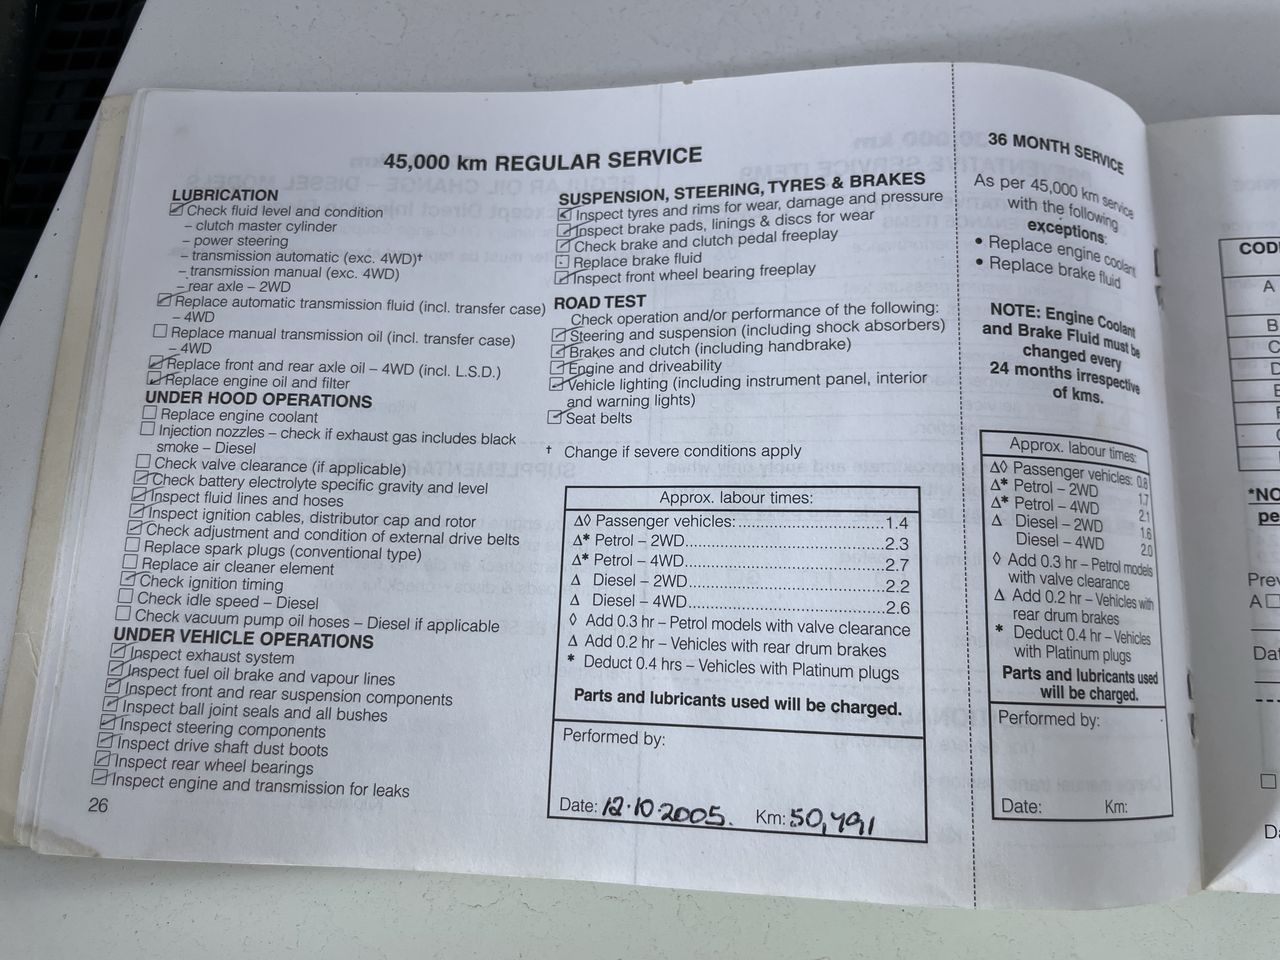 45,000 km REGULAR SERVICE
LUBRICATION
Check fluid level and condition
– clutch master cylinder
– power steering
– transmission automatic (exc. 4WD)†
– transmission manual (exc. 4WD)
– rear axle – 2WD
Replace automatic transmission fluid (incl. transfer case)
– 4WD
Replace manual transmission oil (incl. transfer case)
– 4WD
Replace front and rear axle oil – 4WD (incl. L.S.D.)
Replace engine oil and filter
UNDER HOOD OPERATIONS
Replace engine coolant
Injection nozzles – check if exhaust gas includes black
smoke – Diesel
Check valve clearance (if applicable)
Check battery electrolyte specific gravity and level
Inspect fluid lines and hoses
Inspect ignition cables, distributor cap and rotor
Check adjustment and condition of external drive belts
Replace spark plugs (conventional type)
Replace air cleaner element
Check ignition timing
Check idle speed – Diesel
Check vacuum pump oil hoses – Diesel if applicable
UNDER VEHICLE OPERATIONS
Inspect exhaust system
Inspect fuel oil brake and vapour lines
Inspect front and rear suspension components
Inspect ball joint seals and all bushes
Inspect steering components
Inspect drive shaft dust boots
Inspect rear wheel bearings
Inspect engine and transmission for leaks
26
SUSPENSION, STEERING, TYRES & BRAKES
Inspect tyres and rims for wear, damage and pressure
Inspect brake pads, linings & discs for wear
Check brake and clutch pedal freeplay
Replace brake fluid
Inspect front wheel bearing freeplay
ROAD TEST
Check operation and/or performance of the following:
Steering and suspension (including shock absorbers)
Brakes and clutch (including handbrake)
Engine and driveability
Vehicle lighting (including instrument panel, interior
and warning lights)
Seat belts
† Change if severe conditions apply
Approx. labour times:
∆◊ Passenger vehicles:..............................1.4
∆* Petrol – 2WD.......................................2.3
∆* Petrol – 4WD.......................................2.7
∆ Diesel – 2WD.......................................2.2
∆ Diesel – 4WD.......................................2.6
◊ Add 0.3 hr – Petrol models with valve clearance
∆ Add 0.2 hr – Vehicles with rear drum brakes
* Deduct 0.4 hrs – Vehicles with Platinum plugs
Parts and lubricants used will be charged.
Performed by:
Date: 12.10.2005. Km: 50,491
36 MONTH SERVICE
As per 45,000 km service
with the following
exceptions:
• Replace engine coolant
• Replace brake fluid
NOTE: Engine Coolant
and Brake Fluid must be
changed every
24 months irrespective
of kms.
Approx. labour times:
∆◊ Passenger vehicles: 0.8
∆* Petrol – 2WD 1.7
∆* Petrol – 4WD 2.1
∆ Diesel – 2WD 1.6
Diesel – 4WD 2.0
◊ Add 0.3 hr – Petrol models
with valve clearance
∆ Add 0.2 hr – Vehicles with
rear drum brakes
* Deduct 0.4 hr – Vehicles
with Platinum plugs
Parts and lubricants used
will be charged.
Performed by:
Date: Km:
COD
A
B
*NO
pe
Prev
A
Dat